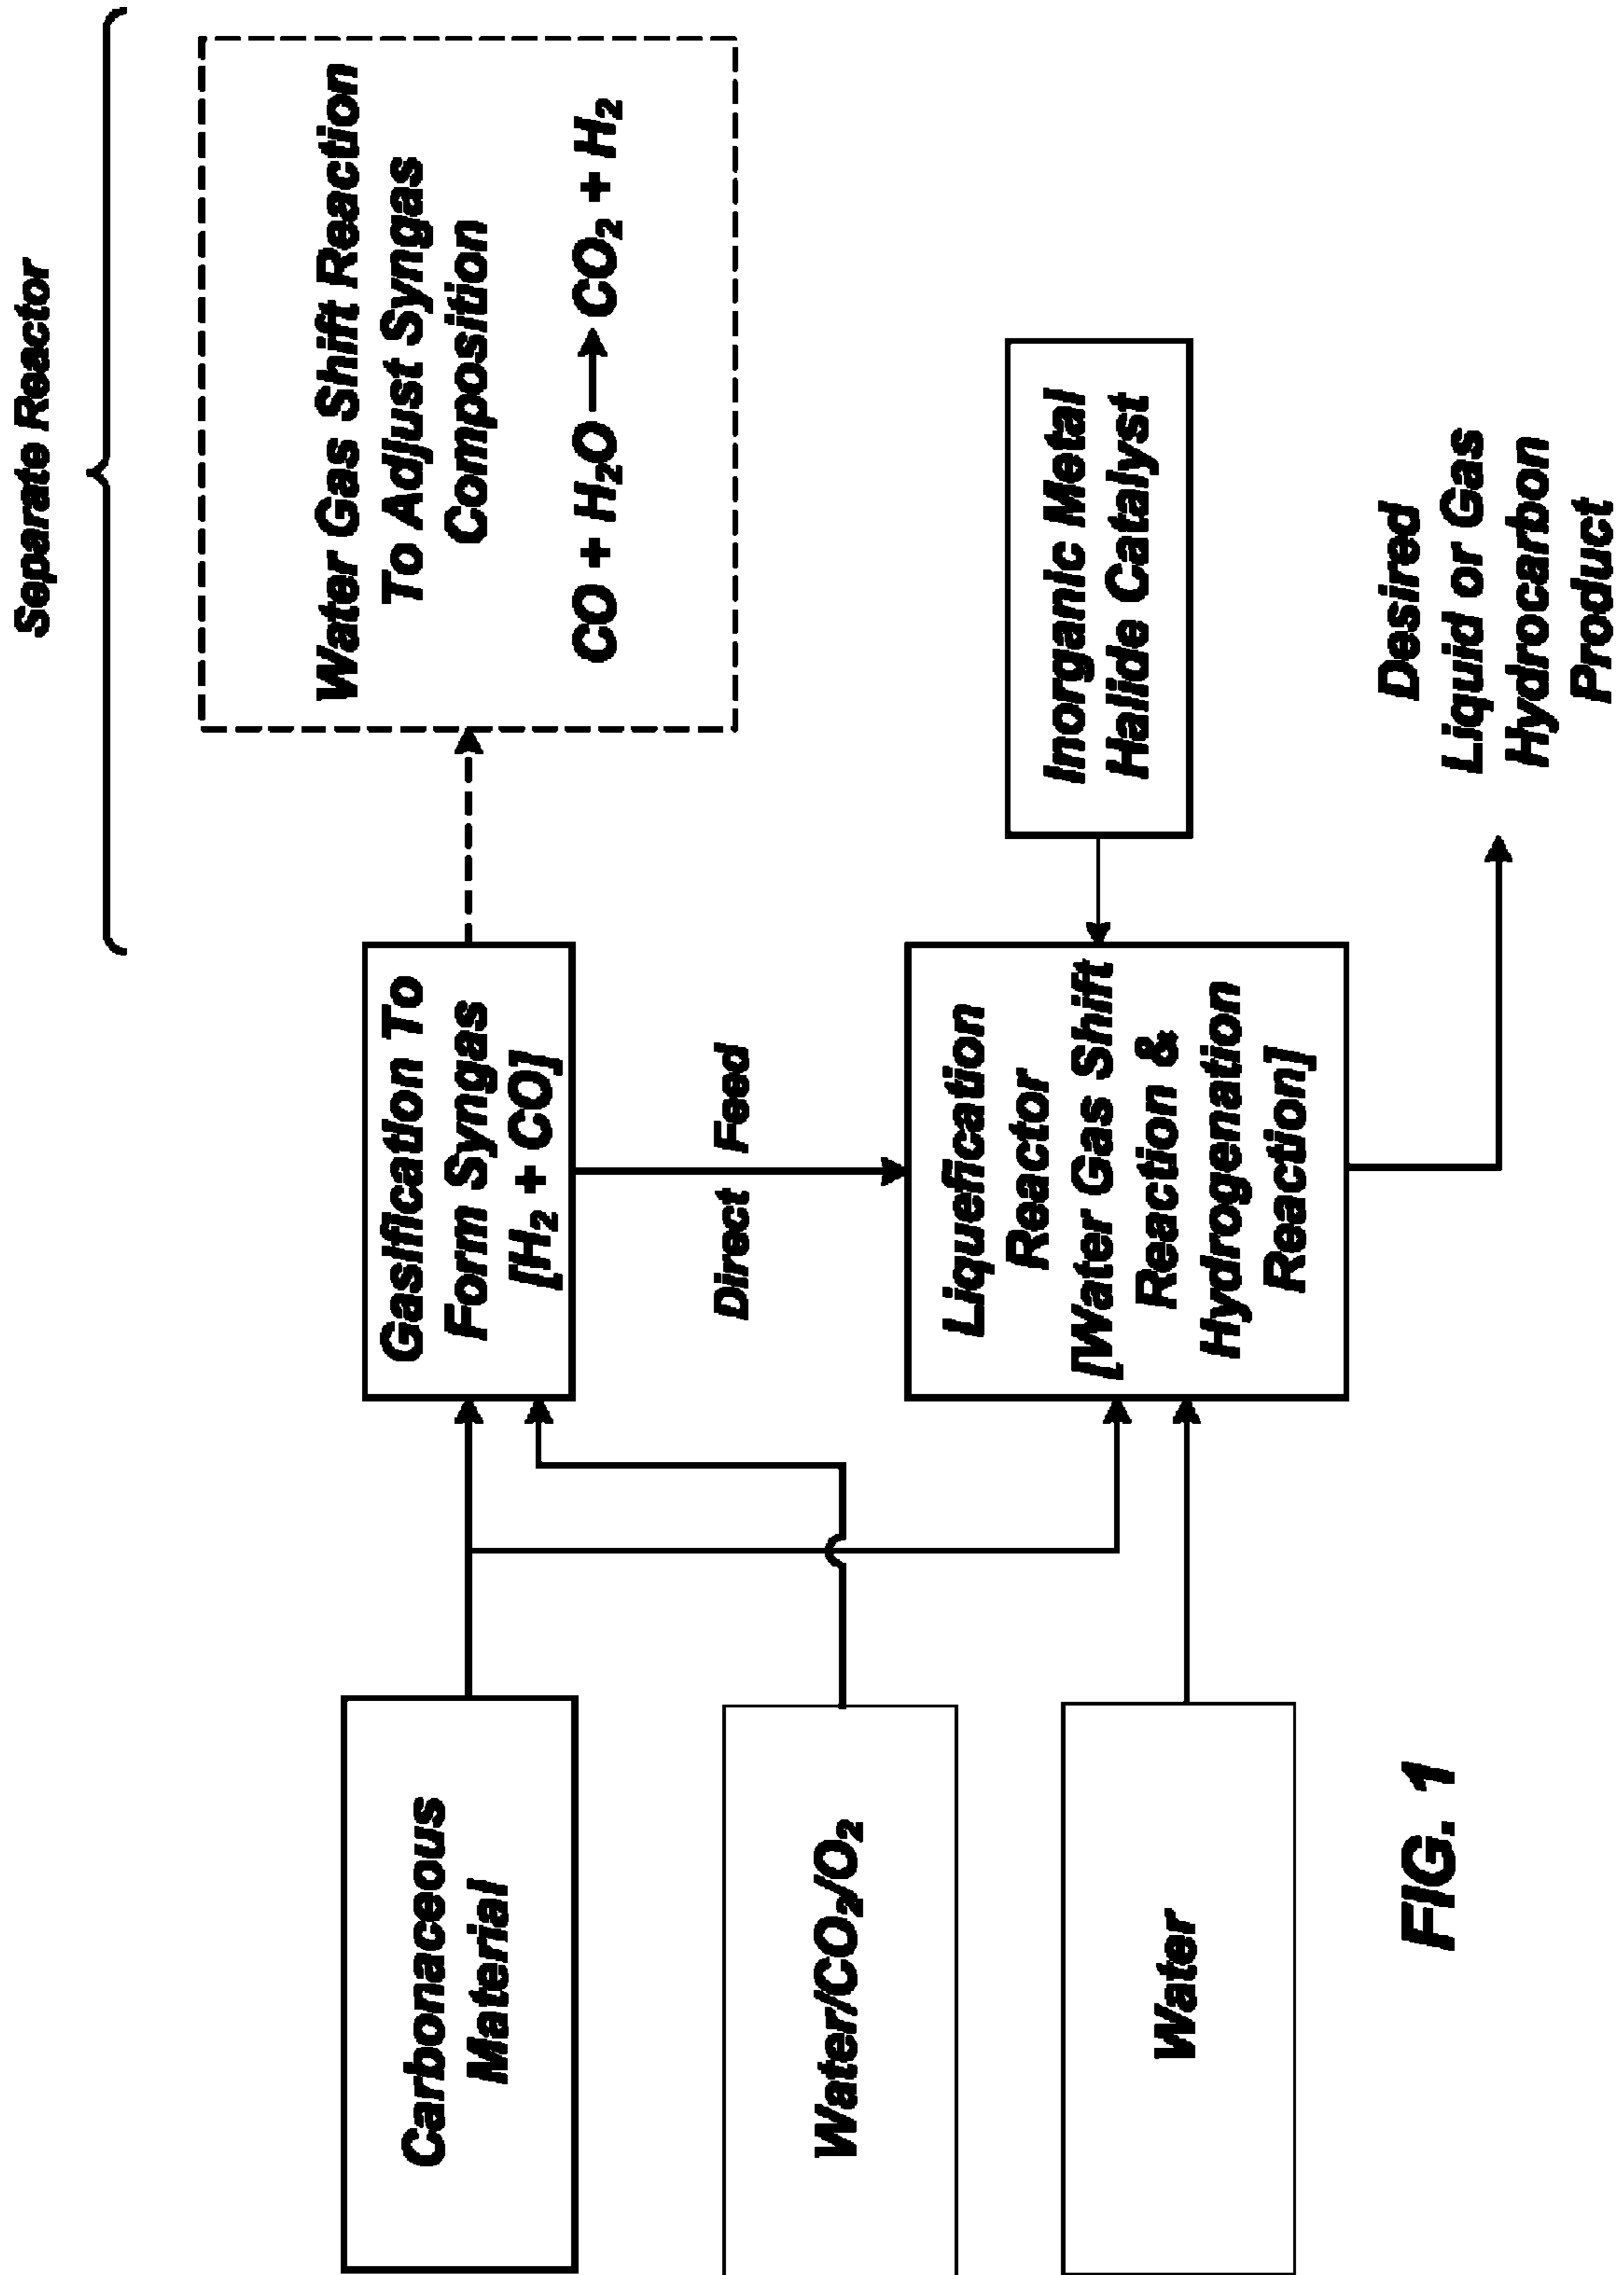 Separate Reactor
Water Gas Shift Reaction
To Adjust Syngas
Composition
CO + H₂O → CO₂ + H₂
Carbonaceous
Material
Gasification To
Form Syngas
[H₂ + CO]
Water/CO₂/O₂
Direct Feed
Water
Liquefication
Reactor
[Water Gas Shift
Reaction &
Hydrogenation
Reaction]
Inorganic Metal
Halide Catalyst
Desired
Liquid or Gas
Hydrocarbon
Product
FIG. 1